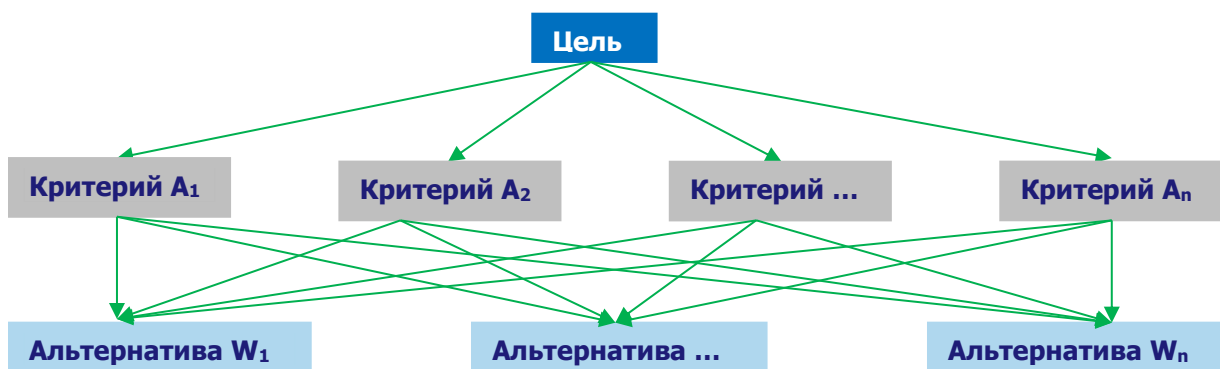 Цель
Критерий A₁
Критерий A₂
Критерий ...
Критерий Aₙ
Альтернатива W₁
Альтернатива ...
Альтернатива Wₙ